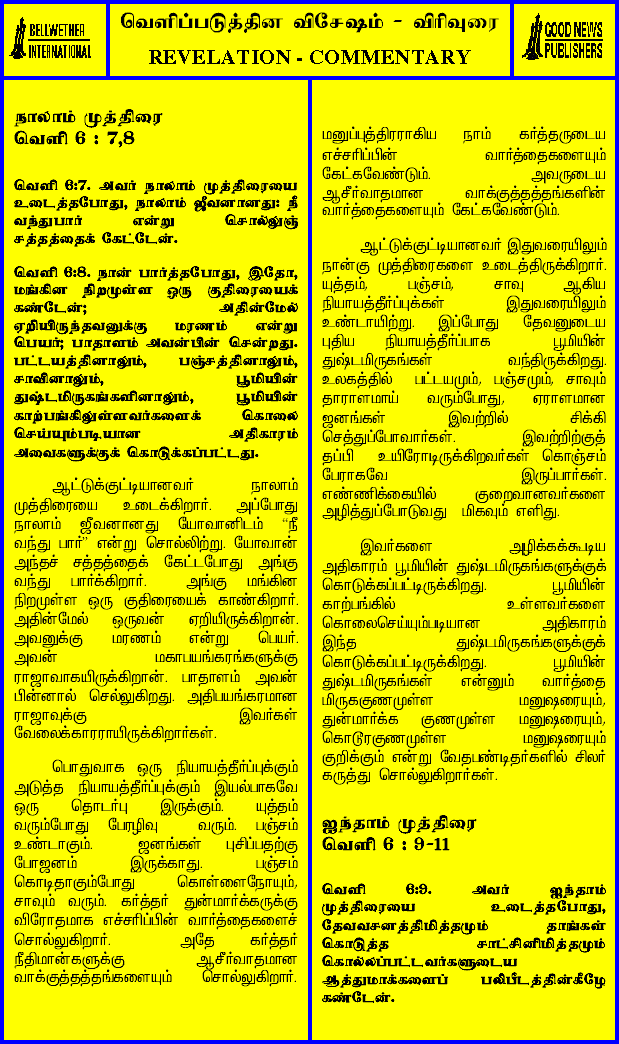 BELLWETHER
INTERNATIONAL
வெளிப்படுத்தின விசேஷம் - விரிவுரை
REVELATION - COMMENTARY
GOOD NEWS
PUBLISHERS
நாலாம் முத்திரை
வெளி 6 : 7,8
வெளி 6:7. அவர் நாலாம் முத்திரையை
உடைத்தபோது, நாலாம் ஜீவனானது: நீ
வந்துபார் என்று சொல்லுஞ்
சத்தத்தைக் கேட்டேன்.
வெளி 6:8. நான் பார்த்தபோது, இதோ,
மங்கின நிறமுள்ள ஒரு குதிரையைக்
கண்டேன்; அதின்மேல்
ஏறியிருந்தவனுக்கு மரணம் என்று
பெயர்; பாதாளம் அவன்பின் சென்றது.
பட்டயத்தினாலும், பஞ்சத்தினாலும்,
சாவினாலும், பூமியின்
துஷ்டமிருகங்களினாலும், பூமியின்
காற்பங்கிலுள்ளவர்களைக் கொலை
செய்யும்படியான அதிகாரம்
அவைகளுக்குக் கொடுக்கப்பட்டது.
ஆட்டுக்குட்டியானவர் நாலாம்
முத்திரையை உடைக்கிறார். அப்போது
நாலாம் ஜீவனானது யோவானிடம் “நீ
வந்து பார்” என்று சொல்லிற்று. யோவான்
அந்தச் சத்தத்தைக் கேட்டபோது அங்கு
வந்து பார்க்கிறார். அங்கு மங்கின
நிறமுள்ள ஒரு குதிரையைக் காண்கிறார்.
அதின்மேல் ஒருவன் ஏறியிருக்கிறான்.
அவனுக்கு மரணம் என்று பெயர்.
அவன் மகாபயங்கரங்களுக்கு
ராஜாவாகயிருக்கிறான். பாதாளம் அவன்
பின்னால் செல்லுகிறது. அதிபயங்கரமான
ராஜாவுக்கு இவர்கள்
வேலைக்காரராயிருக்கிறார்கள்.
பொதுவாக ஒரு நியாயத்தீர்ப்புக்கும்
அடுத்த நியாயத்தீர்ப்புக்கும் இயல்பாகவே
ஒரு தொடர்பு இருக்கும். யுத்தம்
வரும்போது பேரழிவு வரும். பஞ்சம்
உண்டாகும். ஜனங்கள் புசிப்பதற்கு
போஜனம் இருக்காது. பஞ்சம்
கொடிதாகும்போது கொள்ளைநோயும்,
சாவும் வரும். கர்த்தர் துன்மார்க்கருக்கு
விரோதமாக எச்சரிப்பின் வார்த்தைகளைச்
சொல்லுகிறார். அதே கர்த்தர்
நீதிமான்களுக்கு ஆசீர்வாதமான
வாக்குத்தத்தங்களையும் சொல்லுகிறார்.
மனுப்புத்திரராகிய நாம் கர்த்தருடைய
எச்சரிப்பின் வார்த்தைகளையும்
கேட்கவேண்டும். அவருடைய
ஆசீர்வாதமான வாக்குத்தத்தங்களின்
வார்த்தைகளையும் கேட்கவேண்டும்.
ஆட்டுக்குட்டியானவர் இதுவரையிலும்
நான்கு முத்திரைகளை உடைத்திருக்கிறார்.
யுத்தம், பஞ்சம், சாவு ஆகிய
நியாயத்தீர்ப்புக்கள் இதுவரையிலும்
உண்டாயிற்று. இப்போது தேவனுடைய
புதிய நியாயத்தீர்ப்பாக பூமியின்
துஷ்டமிருகங்கள் வந்திருக்கிறது.
உலகத்தில் பட்டயமும், பஞ்சமும், சாவும்
தாராளமாய் வரும்போது, ஏராளமான
ஜனங்கள் இவற்றில் சிக்கி
செத்துப்போவார்கள். இவற்றிற்குத்
தப்பி உயிரோடிருக்கிறவர்கள் கொஞ்சம்
பேராகவே இருப்பார்கள்.
எண்ணிக்கையில் குறைவானவர்களை
அழித்துப்போடுவது மிகவும் எளிது.
இவர்களை அழிக்கக்கூடிய
அதிகாரம் பூமியின் துஷ்டமிருகங்களுக்குக்
கொடுக்கப்பட்டிருக்கிறது. பூமியின்
காற்பங்கில் உள்ளவர்களை
கொலைசெய்யும்படியான அதிகாரம்
இந்த துஷ்டமிருகங்களுக்குக்
கொடுக்கப்பட்டிருக்கிறது. பூமியின்
துஷ்டமிருகங்கள் என்னும் வார்த்தை
மிருககுணமுள்ள மனுஷரையும்,
துன்மார்க்க குணமுள்ள மனுஷரையும்,
கொடூரகுணமுள்ள மனுஷரையும்
குறிக்கும் என்று வேதபண்டிதர்களில் சிலர்
கருத்து சொல்லுகிறார்கள்.
ஐந்தாம் முத்திரை
வெளி 6 : 9-11
வெளி 6:9. அவர் ஐந்தாம்
முத்திரையை உடைத்தபோது,
தேவவசனத்திமித்தமும் தாங்கள்
கொடுத்த சாட்சினிமித்தமும்
கொல்லப்பட்டவர்களுடைய
ஆத்துமாக்களைப் பலிபீடத்தின்கீழே
கண்டேன்.